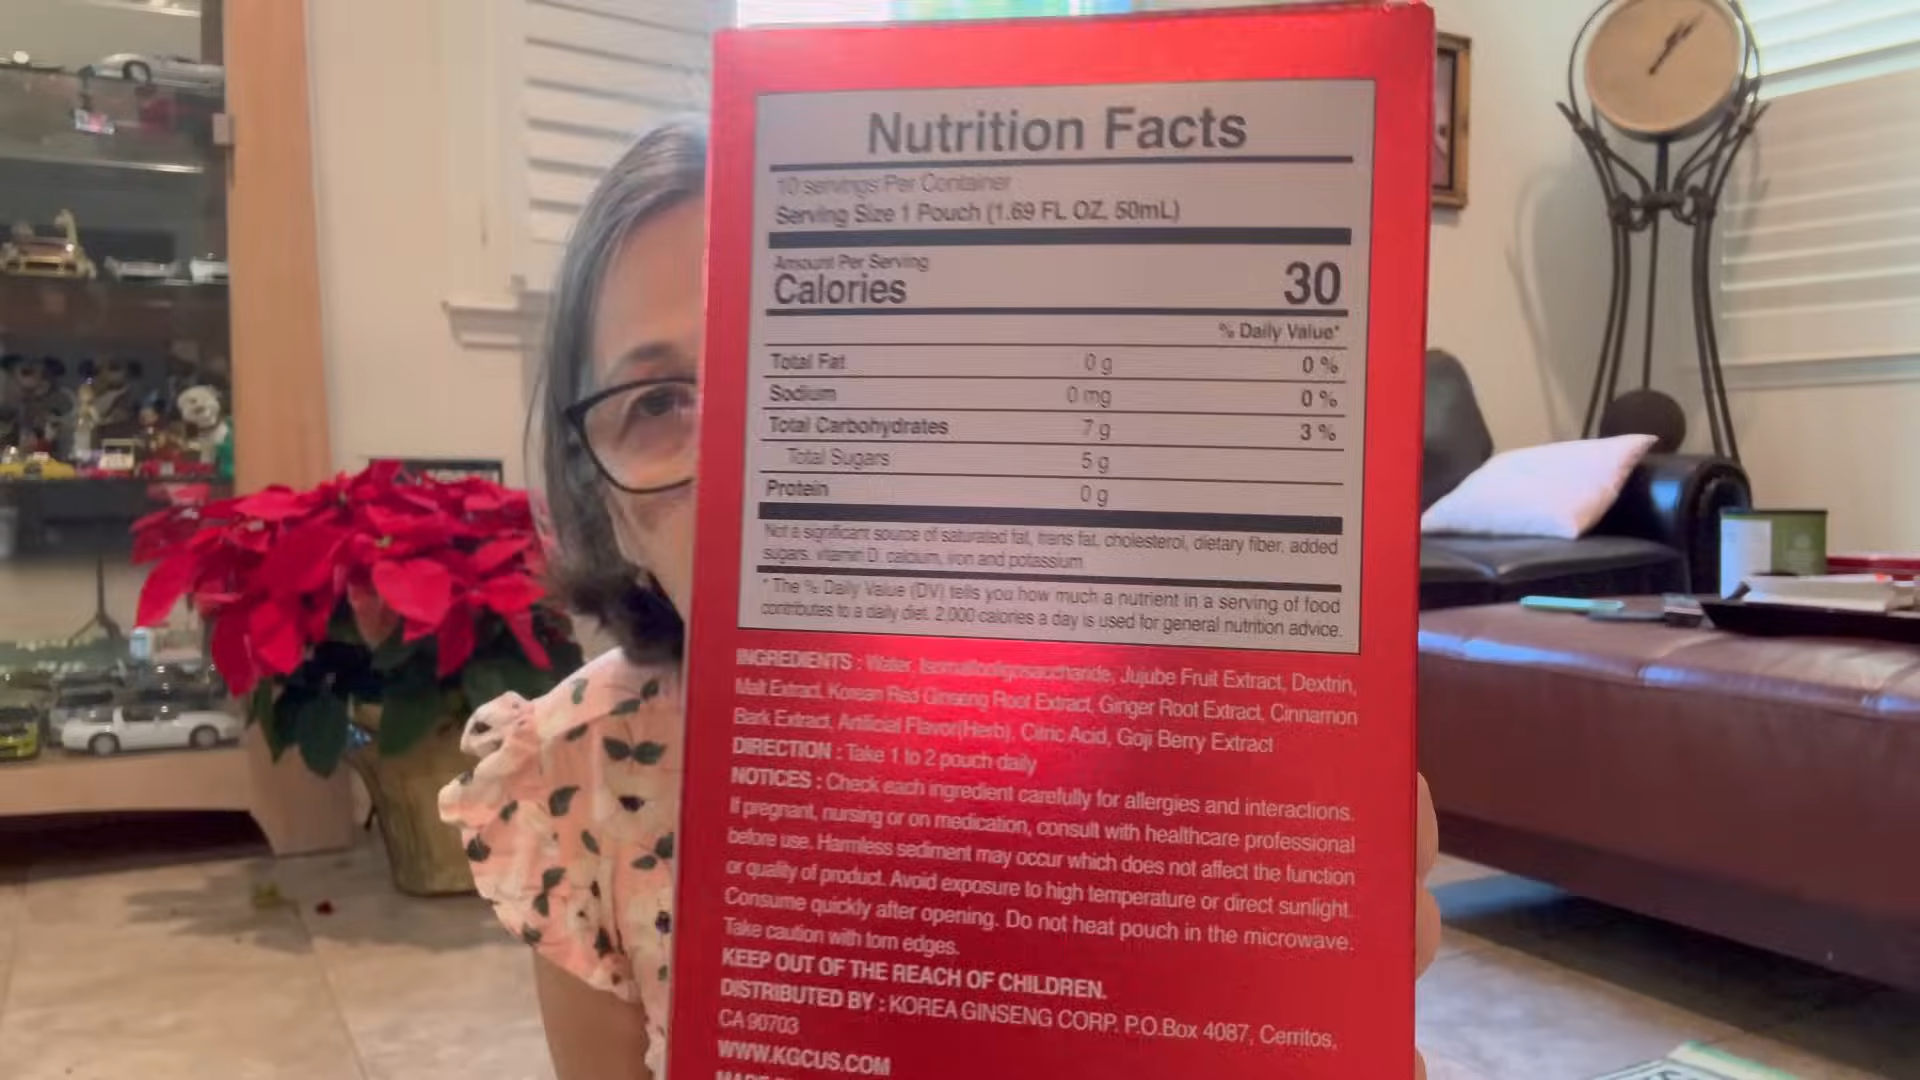 Nutrition Facts
10 servings Per Container
Serving Size 1 Pouch (1.69 FL OZ, 50mL)
Amount Per Serving
Calories 30
% Daily Value*
Total Fat 0 g 0 %
Sodium 0 mg 0 %
Total Carbohydrates 7 g 3 %
Total Sugars 5 g
Protein 0 g
Not a significant source of saturated fat, trans fat, cholesterol, dietary fiber, added
sugars, vitamin D, calcium, iron and potassium
* The % Daily Value (DV) tells you how much a nutrient in a serving of food
contributes to a daily diet. 2,000 calories a day is used for general nutrition advice.
INGREDIENTS : Water, Isomaltooligosaccharide, Jujube Fruit Extract, Dextrin,
Malt Extract, Korean Red Ginseng Root Extract, Ginger Root Extract, Cinnamon
Bark Extract, Artificial Flavor(Herb), Citric Acid, Goji Berry Extract
DIRECTION : Take 1 to 2 pouch daily
NOTICES : Check each ingredient carefully for allergies and interactions.
If pregnant, nursing or on medication, consult with healthcare professional
before use. Harmless sediment may occur which does not affect the function
or quality of product. Avoid exposure to high temperature or direct sunlight.
Consume quickly after opening. Do not heat pouch in the microwave.
Take caution with torn edges.
KEEP OUT OF THE REACH OF CHILDREN.
DISTRIBUTED BY : KOREA GINSENG CORP. P.O.Box 4087, Cerritos,
CA 90703
WWW.KGCUS.COM